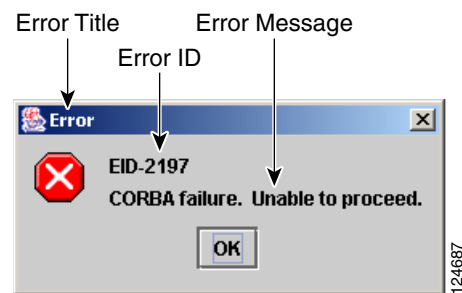 Error Title
Error Message
Error ID
Error
EID-2197
CORBA failure. Unable to proceed.
OK
124687